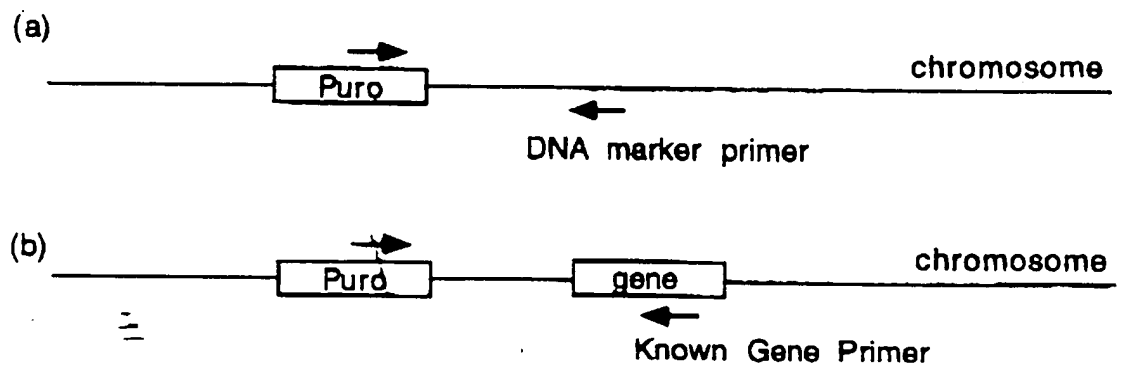 (a)
Puro
chromosome
DNA marker primer
(b)
Puro
gene
chromosome
Known Gene Primer